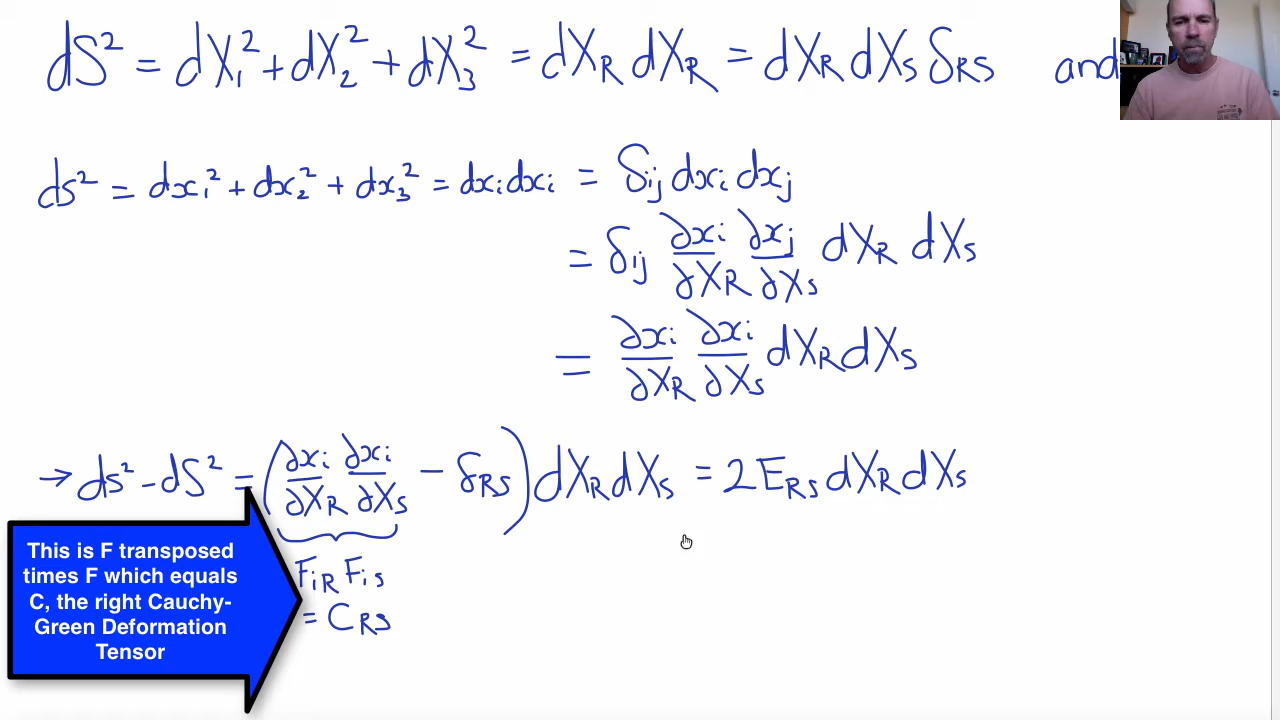 dS² = dX₁² + dX₂² + dX₃² = dX_R dX_R = dX_R dX_S δ_RS and
ds² = dx₁² + dx₂² + dx₃² = dx_i dx_i = δ_ij dx_i dx_j
= δ_ij ∂x_i/∂X_R ∂x_j/∂X_S dX_R dX_S
= ∂x_i/∂X_R ∂x_i/∂X_S dX_R dX_S
→ ds² - dS² = (∂x_i/∂X_R ∂x_i/∂X_S - δ_RS) dX_R dX_S = 2E_RS dX_R dX_S
F_iR F_iS
= C_RS
This is F transposed
times F which equals
C, the right Cauchy-
Green Deformation
Tensor